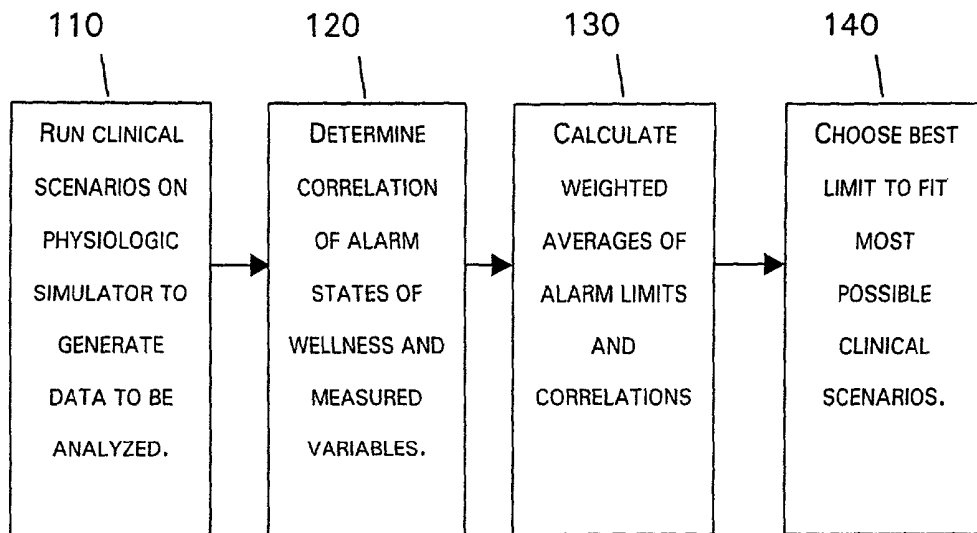 110
120
130
140
RUN CLINICAL
SCENARIOS ON
PHYSIOLOGIC
SIMULATOR TO
GENERATE
DATA TO BE
ANALYZED.
DETERMINE
CORRELATION
OF ALARM
STATES OF
WELLNESS AND
MEASURED
VARIABLES.
CALCULATE
WEIGHTED
AVERAGES OF
ALARM LIMITS
AND
CORRELATIONS
CHOOSE BEST
LIMIT TO FIT
MOST
POSSIBLE
CLINICAL
SCENARIOS.